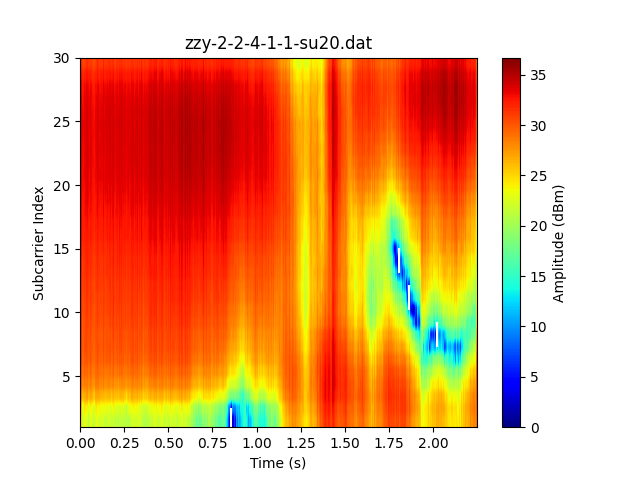 zzy-2-2-4-1-1-su20.dat
30
25
20
15
10
5
Subcarrier Index
0.00 0.25 0.50 0.75 1.00 1.25 1.50 1.75 2.00
Time (s)
35
30
25
20
15
10
5
0
Amplitude (dBm)